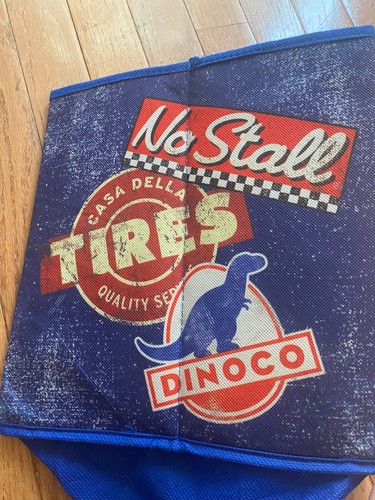 No Stall
CASA DELLA
TIRES
QUALITY SER
DINOCO